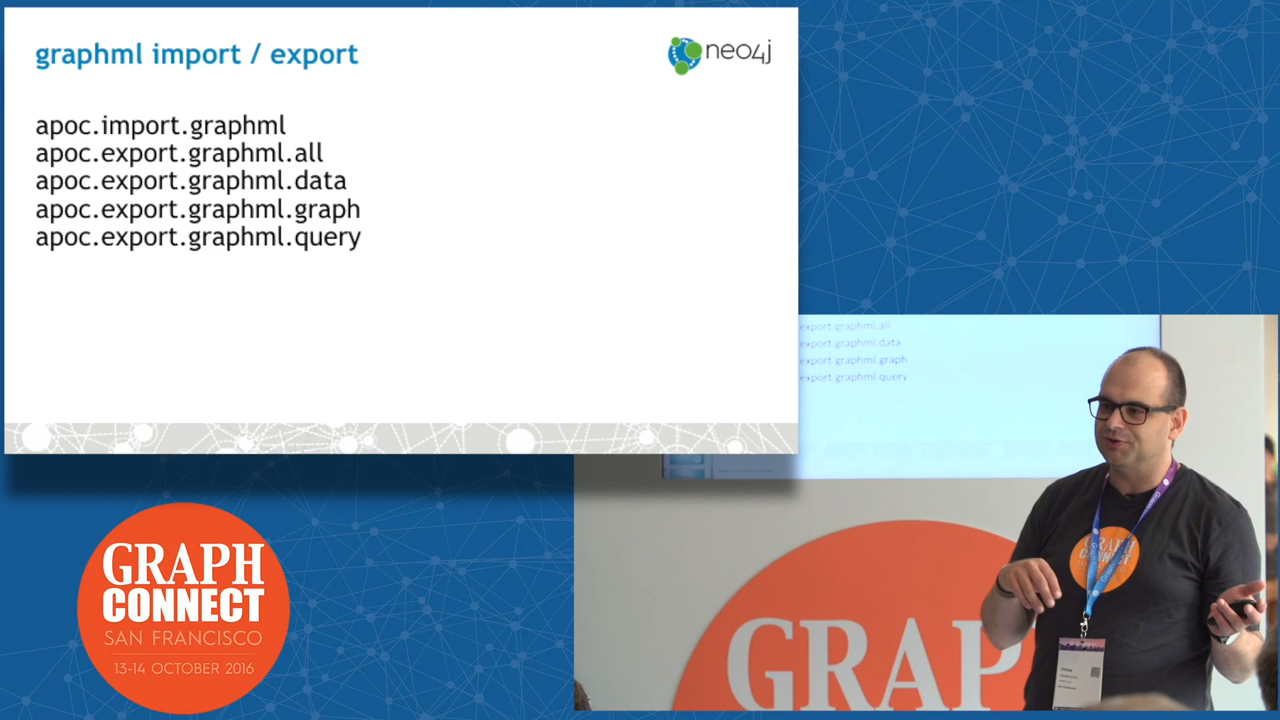 graphml import / export
neo4j
apoc.import.graphml
apoc.export.graphml.all
apoc.export.graphml.data
apoc.export.graphml.graph
apoc.export.graphml.query
export.graphml.all
export.graphml.data
export.graphml.graph
export.graphml.query
GRAPH
CONNECT
SAN FRANCISCO
13-14 OCTOBER 2016
GRAPH
CONNECT
GRAP